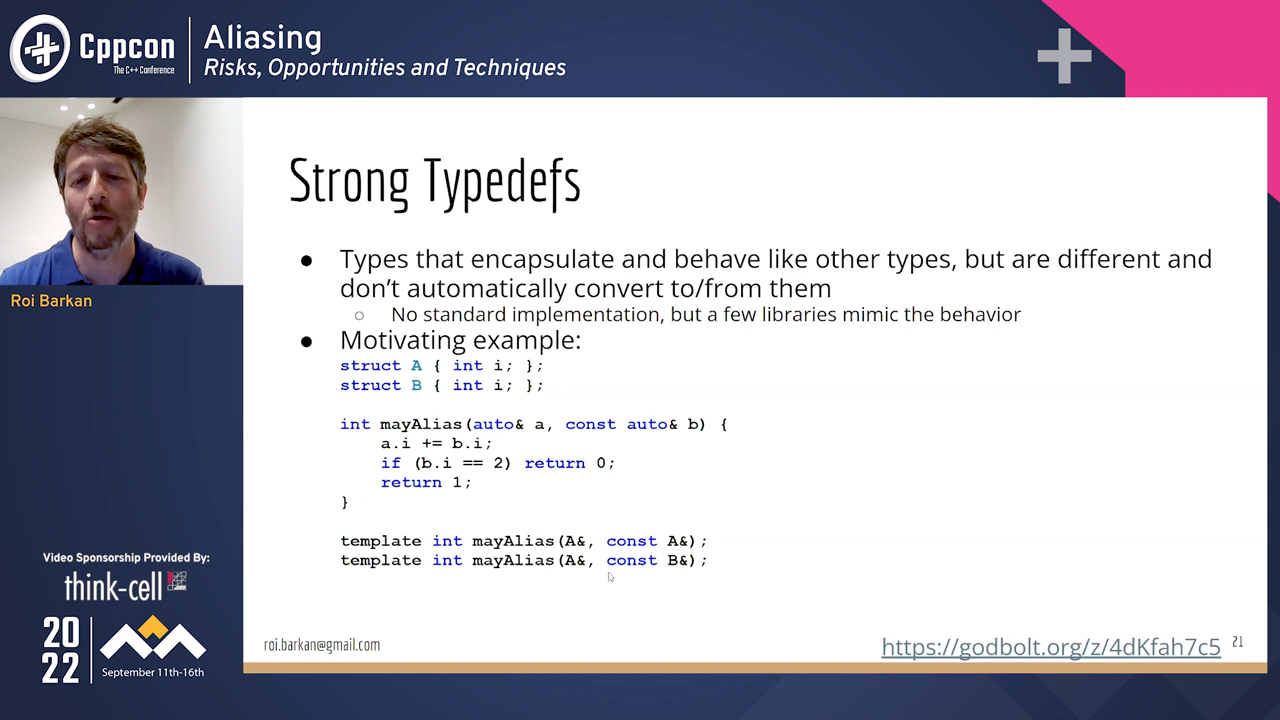 Cppcon
The C++ Conference
Aliasing
Risks, Opportunities and Techniques
Roi Barkan
Strong Typedefs
● Types that encapsulate and behave like other types, but are different and
don't automatically convert to/from them
○ No standard implementation, but a few libraries mimic the behavior
● Motivating example:
struct A { int i; };
struct B { int i; };
int mayAlias(auto& a, const auto& b) {
    a.i += b.i;
    if (b.i == 2) return 0;
    return 1;
}
template int mayAlias(A&, const A&);
template int mayAlias(A&, const B&);
roi.barkan@gmail.com
https://godbolt.org/z/4dKfah7c5
21
Video Sponsorship Provided By:
think-cell
20
22
September 11th-16th